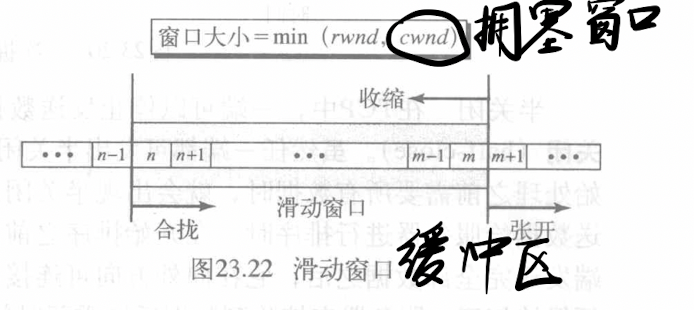 窗口大小=min (rwnd, cwnd) 拥塞窗口
收缩
••• n-1 n n+1 ••• m-1 m m+1 •••
滑动窗口
合拢 张开
图23.22 滑动窗口 缓冲区